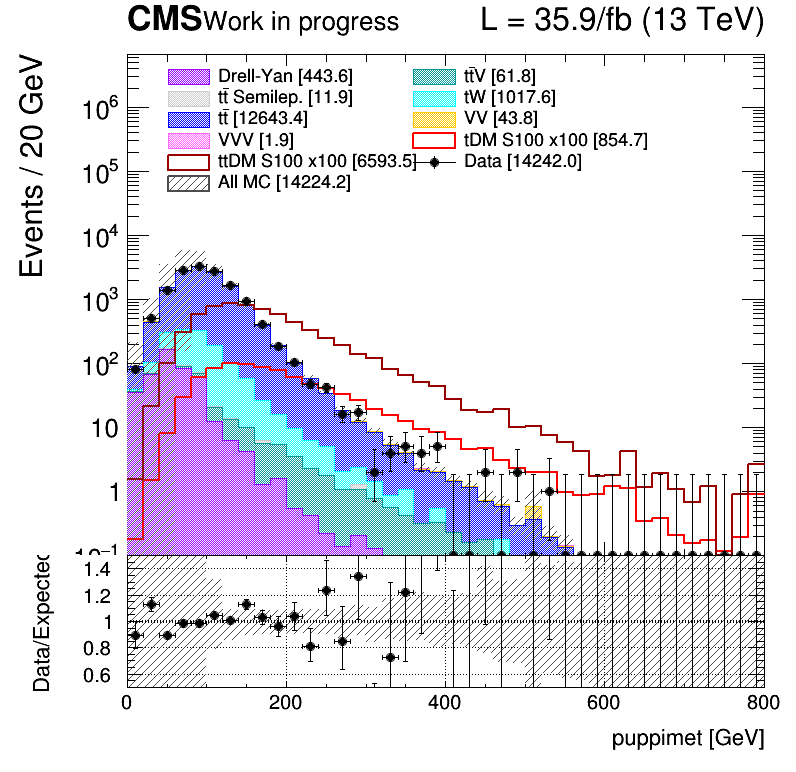 CMS Work in progress L = 35.9/fb (13 TeV)
Events / 20 GeV
Drell-Yan [443.6] tt̄V [61.8]
tt̄ Semilep. [11.9] tW [1017.6]
tt̄ [12643.4] VV [43.8]
VVV [1.9] tDM S100 x100 [854.7]
ttDM S100 x100 [6593.5] Data [14242.0]
All MC [14224.2]
10⁶
10⁵
10⁴
10³
10²
10
1
10⁻¹
Data/Expected
1.4
1.2
1
0.8
0.6
0 200 400 600 800
puppimet [GeV]